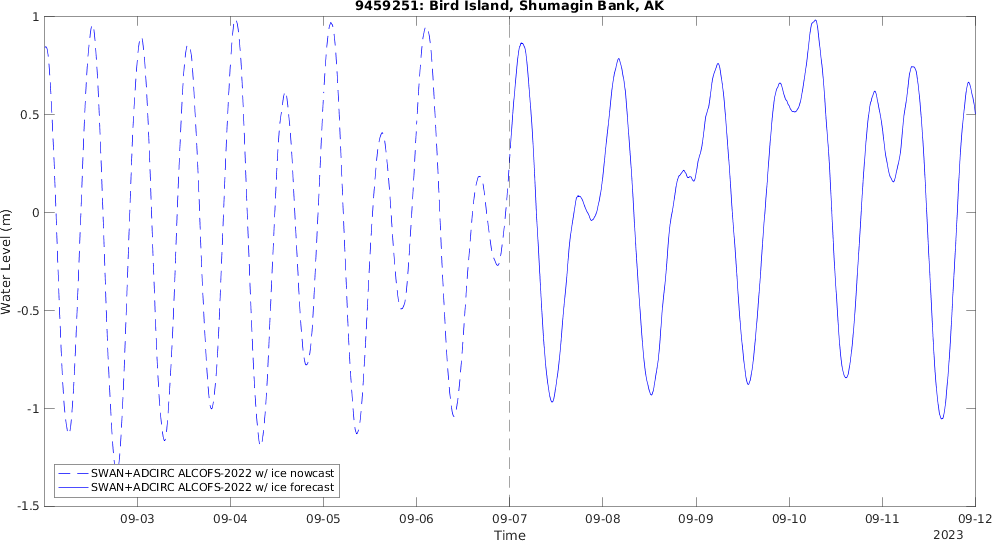 9459251: Bird Island, Shumagin Bank, AK
Water Level (m)
1
0.5
0
-0.5
-1
-1.5
SWAN+ADCIRC ALCOFS-2022 w/ ice nowcast
SWAN+ADCIRC ALCOFS-2022 w/ ice forecast
09-03 09-04 09-05 09-06 09-07 09-08 09-09 09-10 09-11 09-12
Time
2023